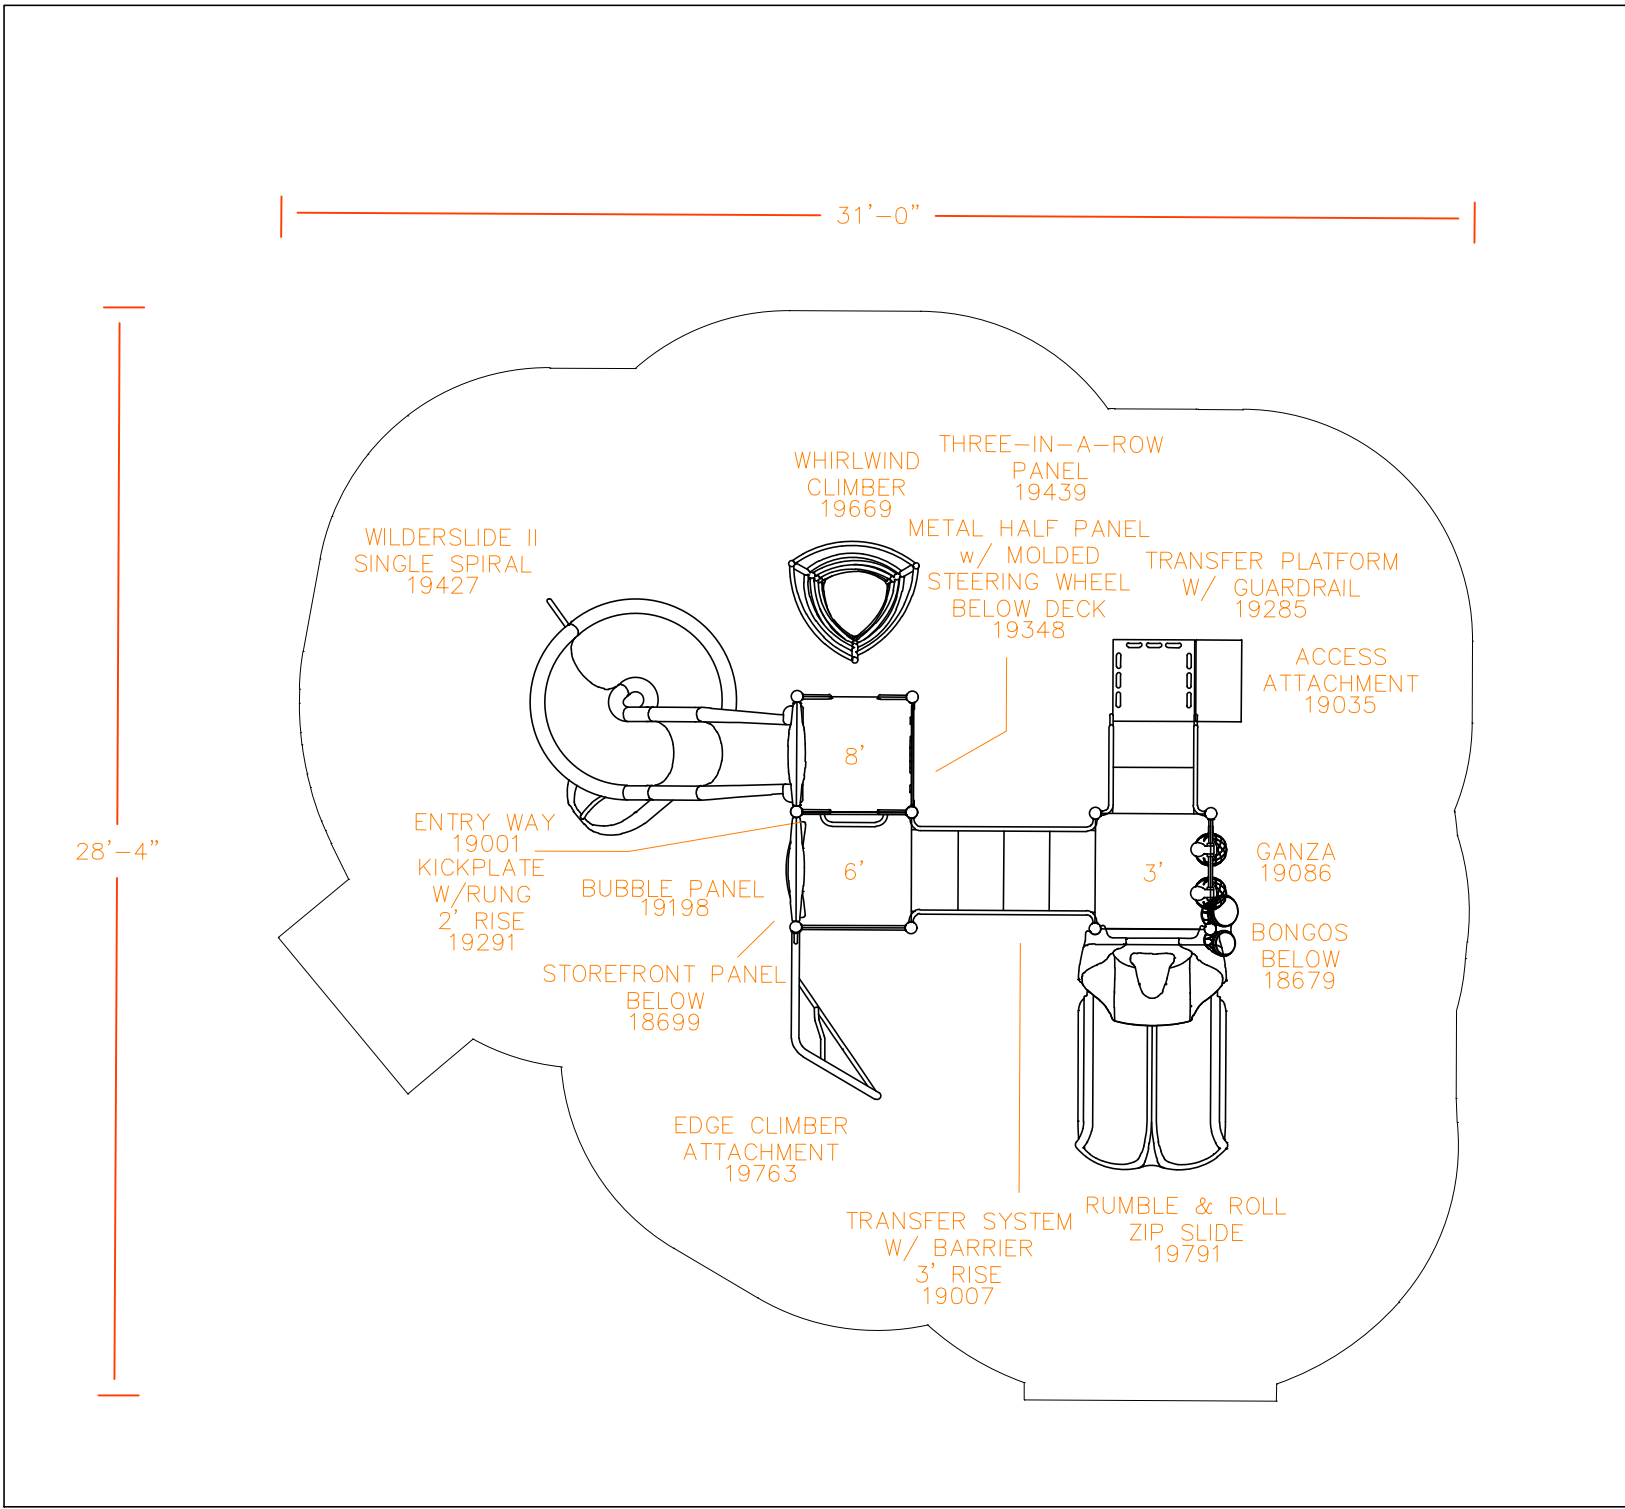 31'-0"
28'-4"
WHIRLWIND
CLIMBER
19669
THREE-IN-A-ROW
PANEL
19439
WILDERSLIDE II
SINGLE SPIRAL
19427
METAL HALF PANEL
w/ MOLDED
STEERING WHEEL
BELOW DECK
19348
TRANSFER PLATFORM
W/ GUARDRAIL
19285
ACCESS
ATTACHMENT
19035
8'
6'
3'
ENTRY WAY
19001
KICKPLATE
W/RUNG
2' RISE
19291
BUBBLE PANEL
19198
STOREFRONT PANEL
BELOW
18699
GANZA
19086
BONGOS
BELOW
18679
EDGE CLIMBER
ATTACHMENT
19763
TRANSFER SYSTEM
W/ BARRIER
3' RISE
19007
RUMBLE & ROLL
ZIP SLIDE
19791